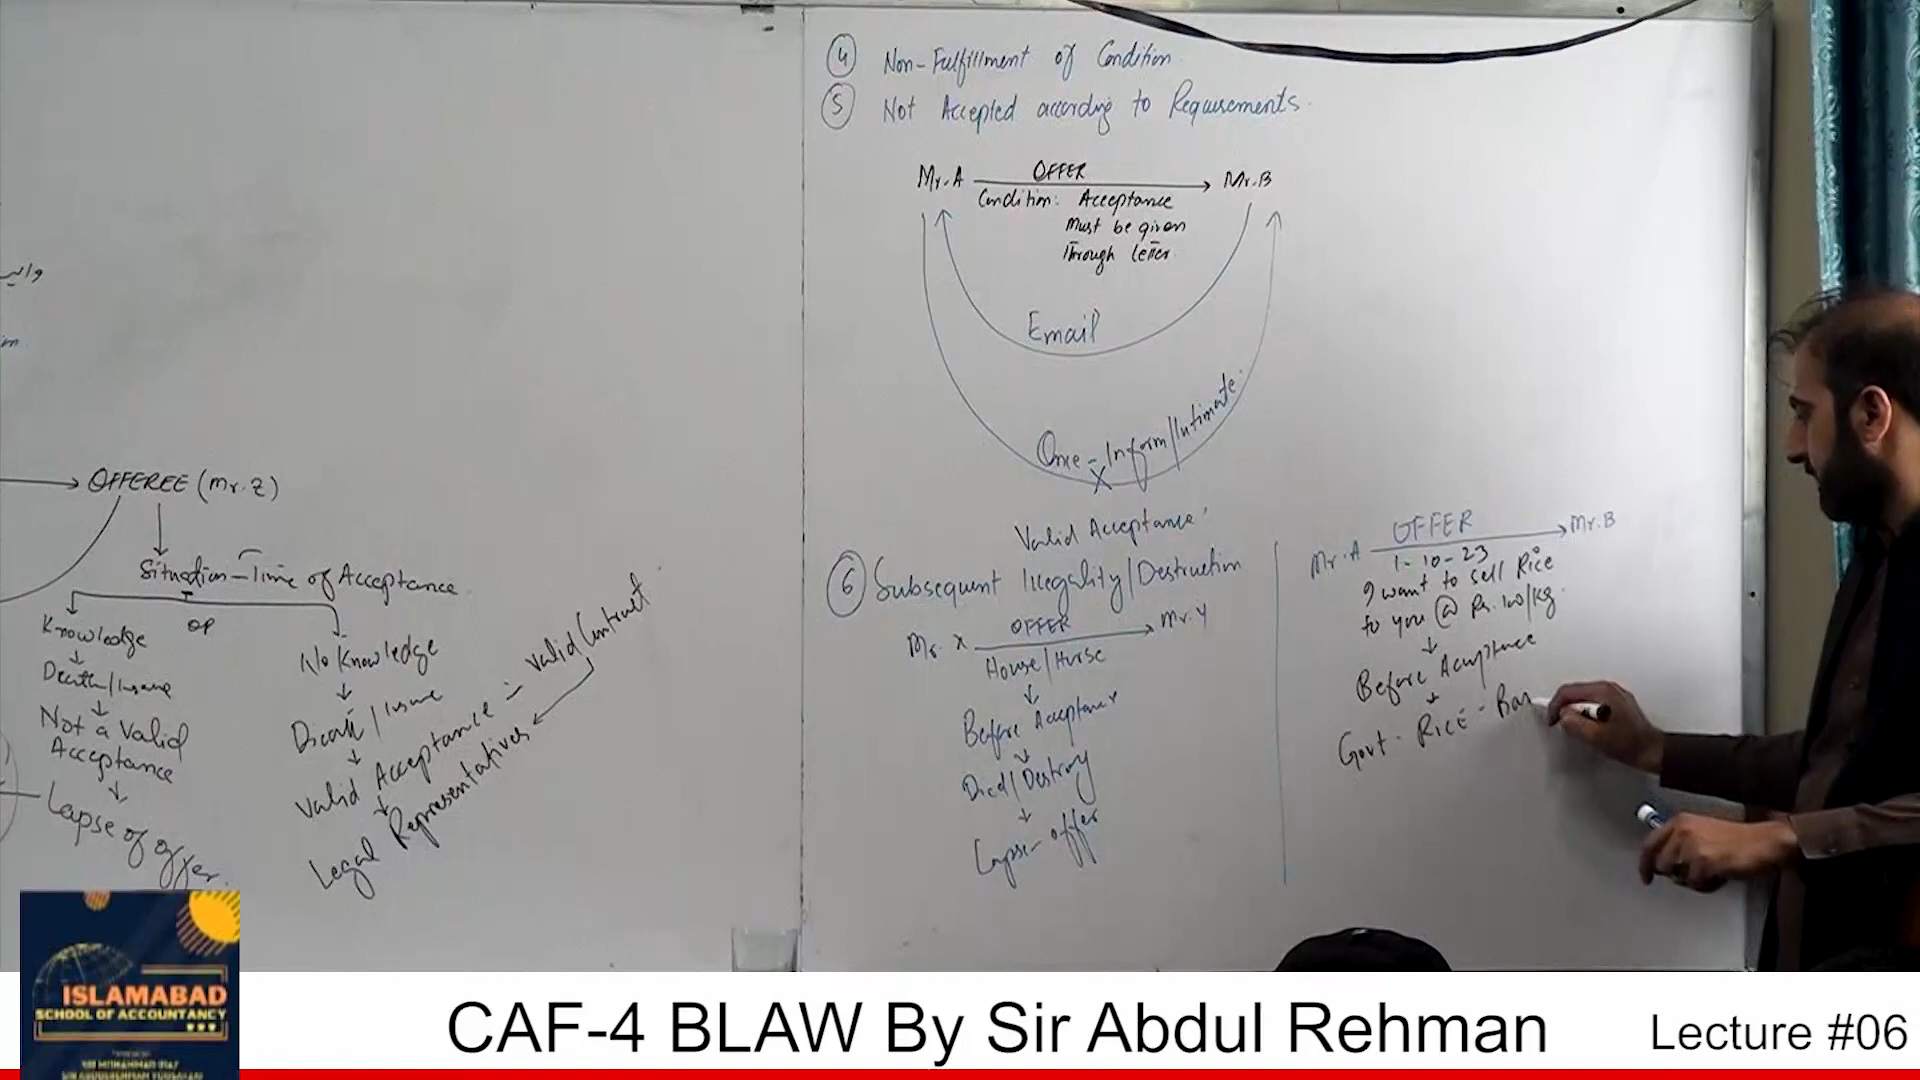 OFFEREE (Mr. Z)
Situation - Time of Acceptance
Knowledge
OR
No Knowledge
Death/Insane
Death/Insane
Not a Valid
Acceptance
Valid Acceptance = Valid Contract
Lapse of offer.
Legal Representatives
4 Non-Fulfillment of Condition
5 Not Accepted according to Requirements.
Mr. A OFFER Mr. B
Condition: Acceptance
Must be given
Through Letter
Email
One - Inform/Intimate.
X
Valid Acceptance
6 Subsequent Illegality/Destruction
Mr. X OFFER Mr. Y
House/Horse
Before Acceptance
Died/Destroy
Lapse - offer
Mr. A OFFER Mr. B
1-10-23
I want to sell Rice
to you @ Rs. 100/kg.
Before Acceptance
Govt - Rice - Ban
ISLAMABAD
SCHOOL OF ACCOUNTANCY
CAF-4 BLAW By Sir Abdul Rehman
Lecture #06